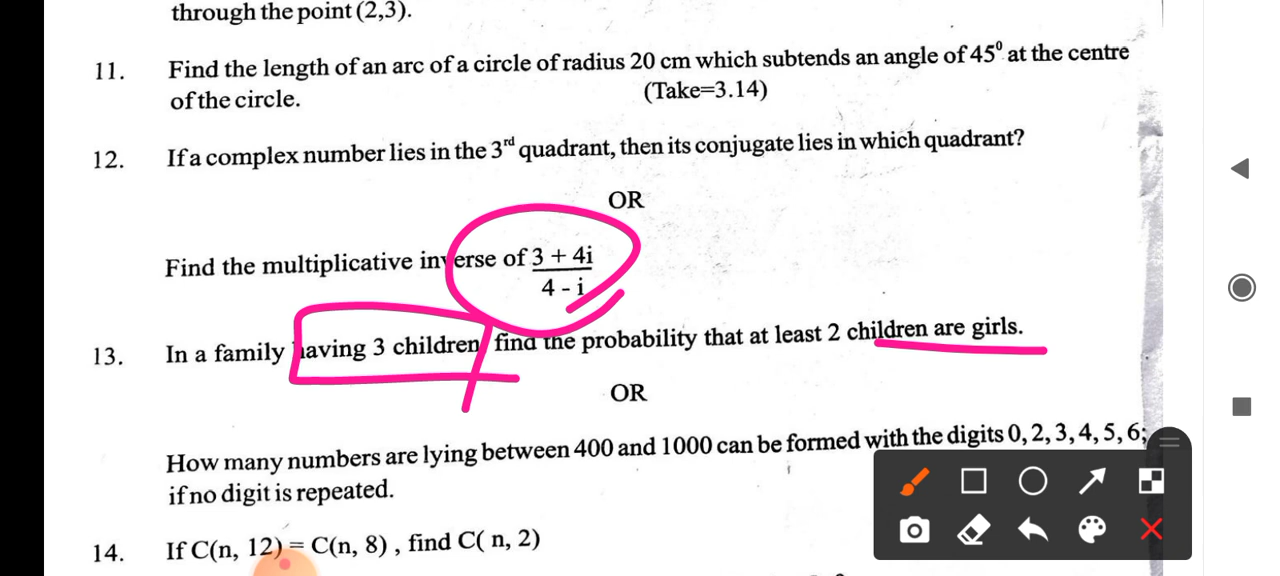 through the point (2,3).
11. Find the length of an arc of a circle of radius 20 cm which subtends an angle of 45⁰ at the centre
of the circle. (Take=3.14)
12. If a complex number lies in the 3rd quadrant, then its conjugate lies in which quadrant?
OR
Find the multiplicative inverse of 3 + 4i
4 - i
13. In a family having 3 children, find the probability that at least 2 children are girls.
OR
How many numbers are lying between 400 and 1000 can be formed with the digits 0, 2, 3, 4, 5, 6;
if no digit is repeated.
14. If C(n, 12) = C(n, 8) , find C( n, 2)